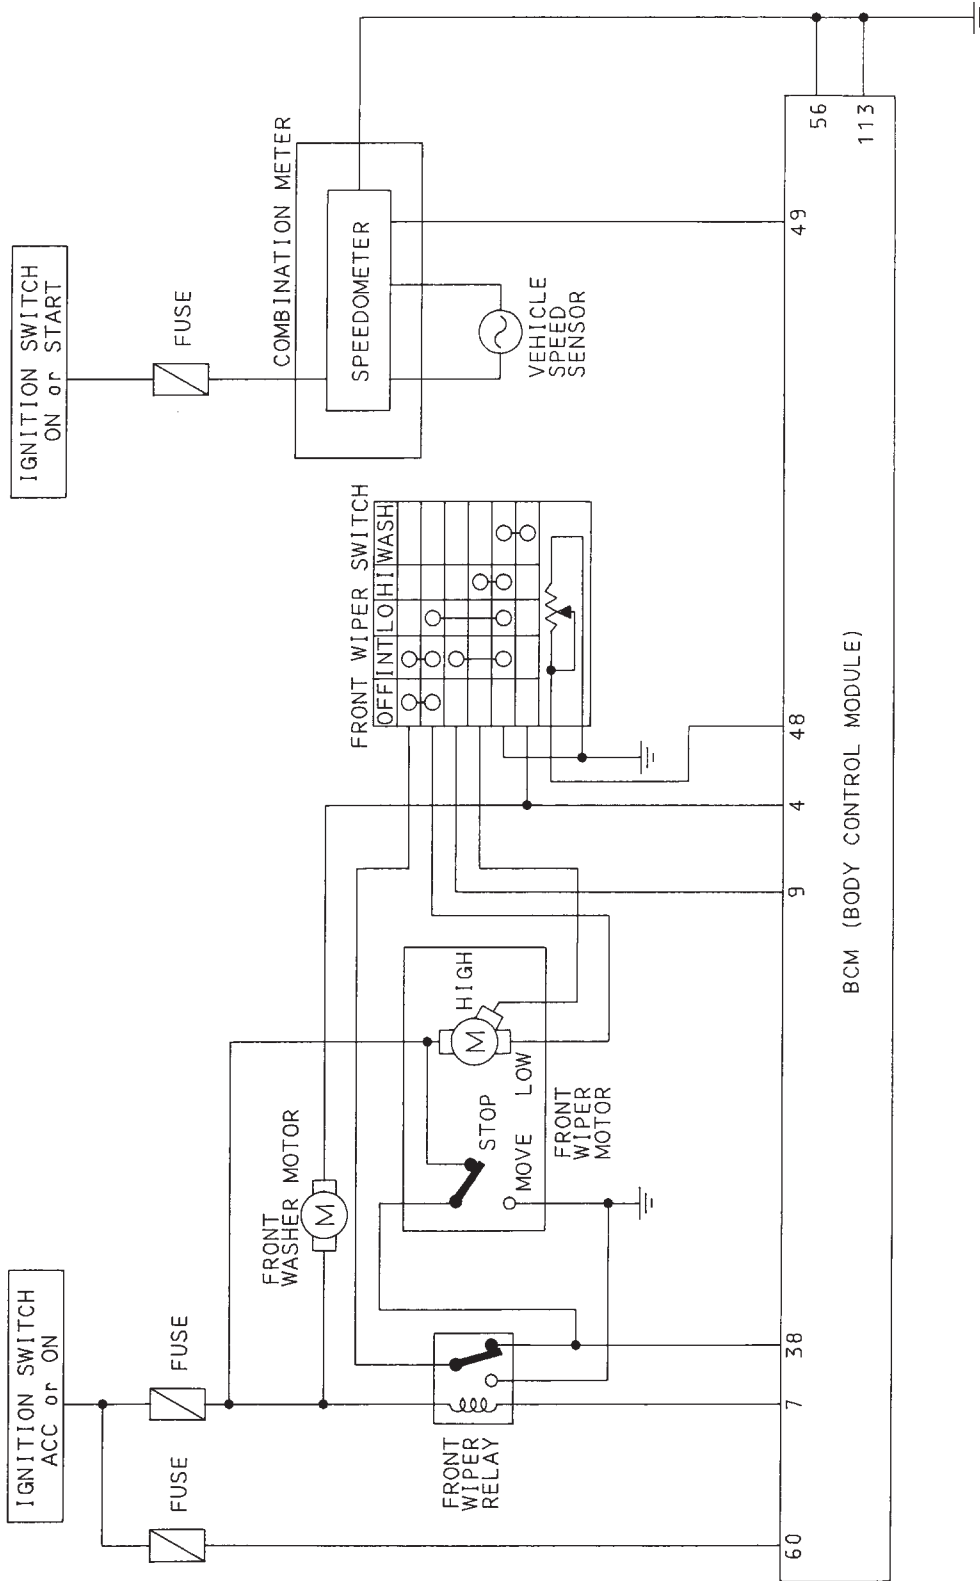 IGNITION SWITCH
ACC or ON
FUSE
FUSE
FRONT
WIPER
RELAY
FRONT
WASHER MOTOR
M
STOP
MOVE
LOW
HIGH
M
FRONT
WIPER
MOTOR
FRONT WIPER SWITCH
OFF INT LO HI WASH
IGNITION SWITCH
ON or START
FUSE
COMBINATION METER
SPEEDOMETER
VEHICLE
SPEED
SENSOR
60
7
38
9
4
48
49
56
113
BCM (BODY CONTROL MODULE)